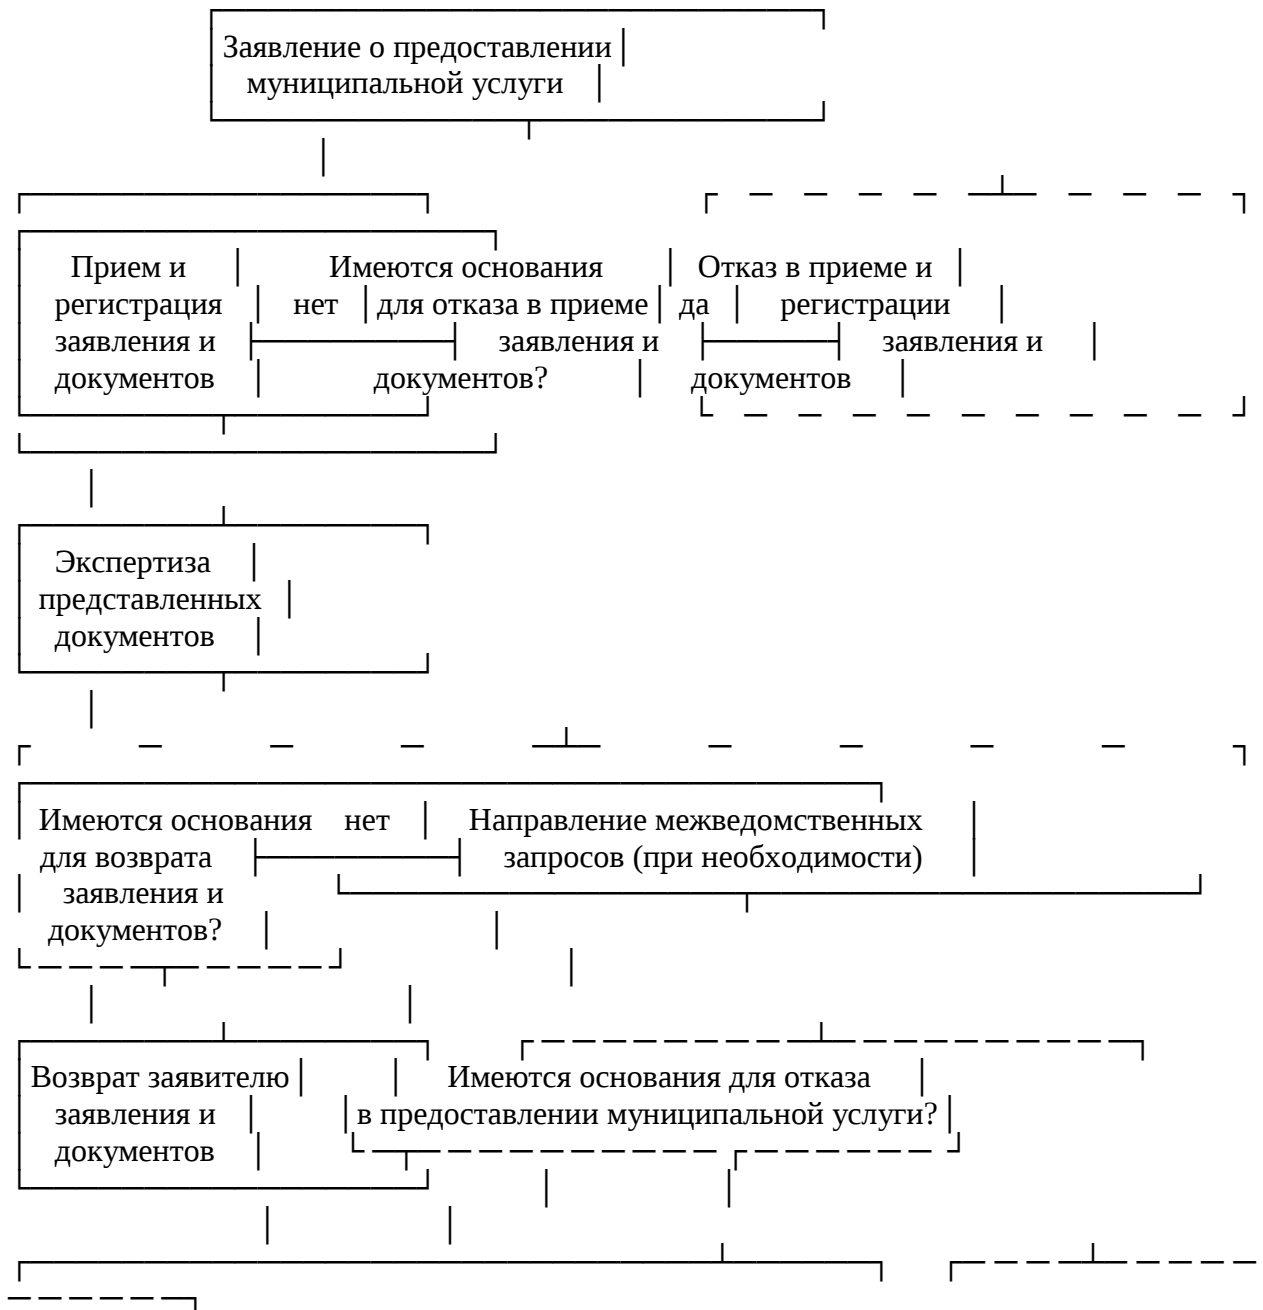 Заявление о предоставлении
муниципальной услуги
Прием и Имеются основания Отказ в приеме и
регистрация нет для отказа в приеме да регистрации
заявления и заявления и заявления и
документов документов? документов
Экспертиза
представленных
документов
Имеются основания нет Направление межведомственных
для возврата запросов (при необходимости)
заявления и
документов?
Возврат заявителю Имеются основания для отказа
заявления и в предоставлении муниципальной услуги?
документов